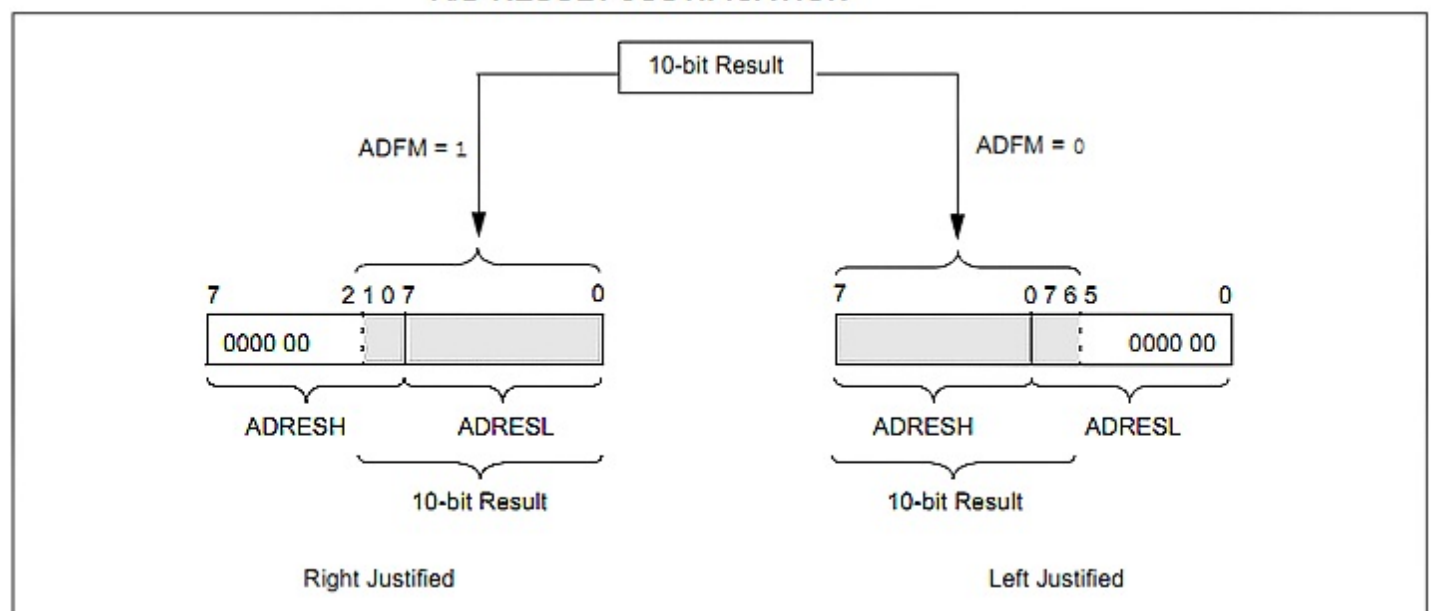 10-bit Result
ADFM = 1
ADFM = 0
7 2 1 0 7 0
7 0 7 6 5 0
0000 00
0000 00
ADRESH ADRESL
ADRESH ADRESL
10-bit Result
10-bit Result
Right Justified
Left Justified